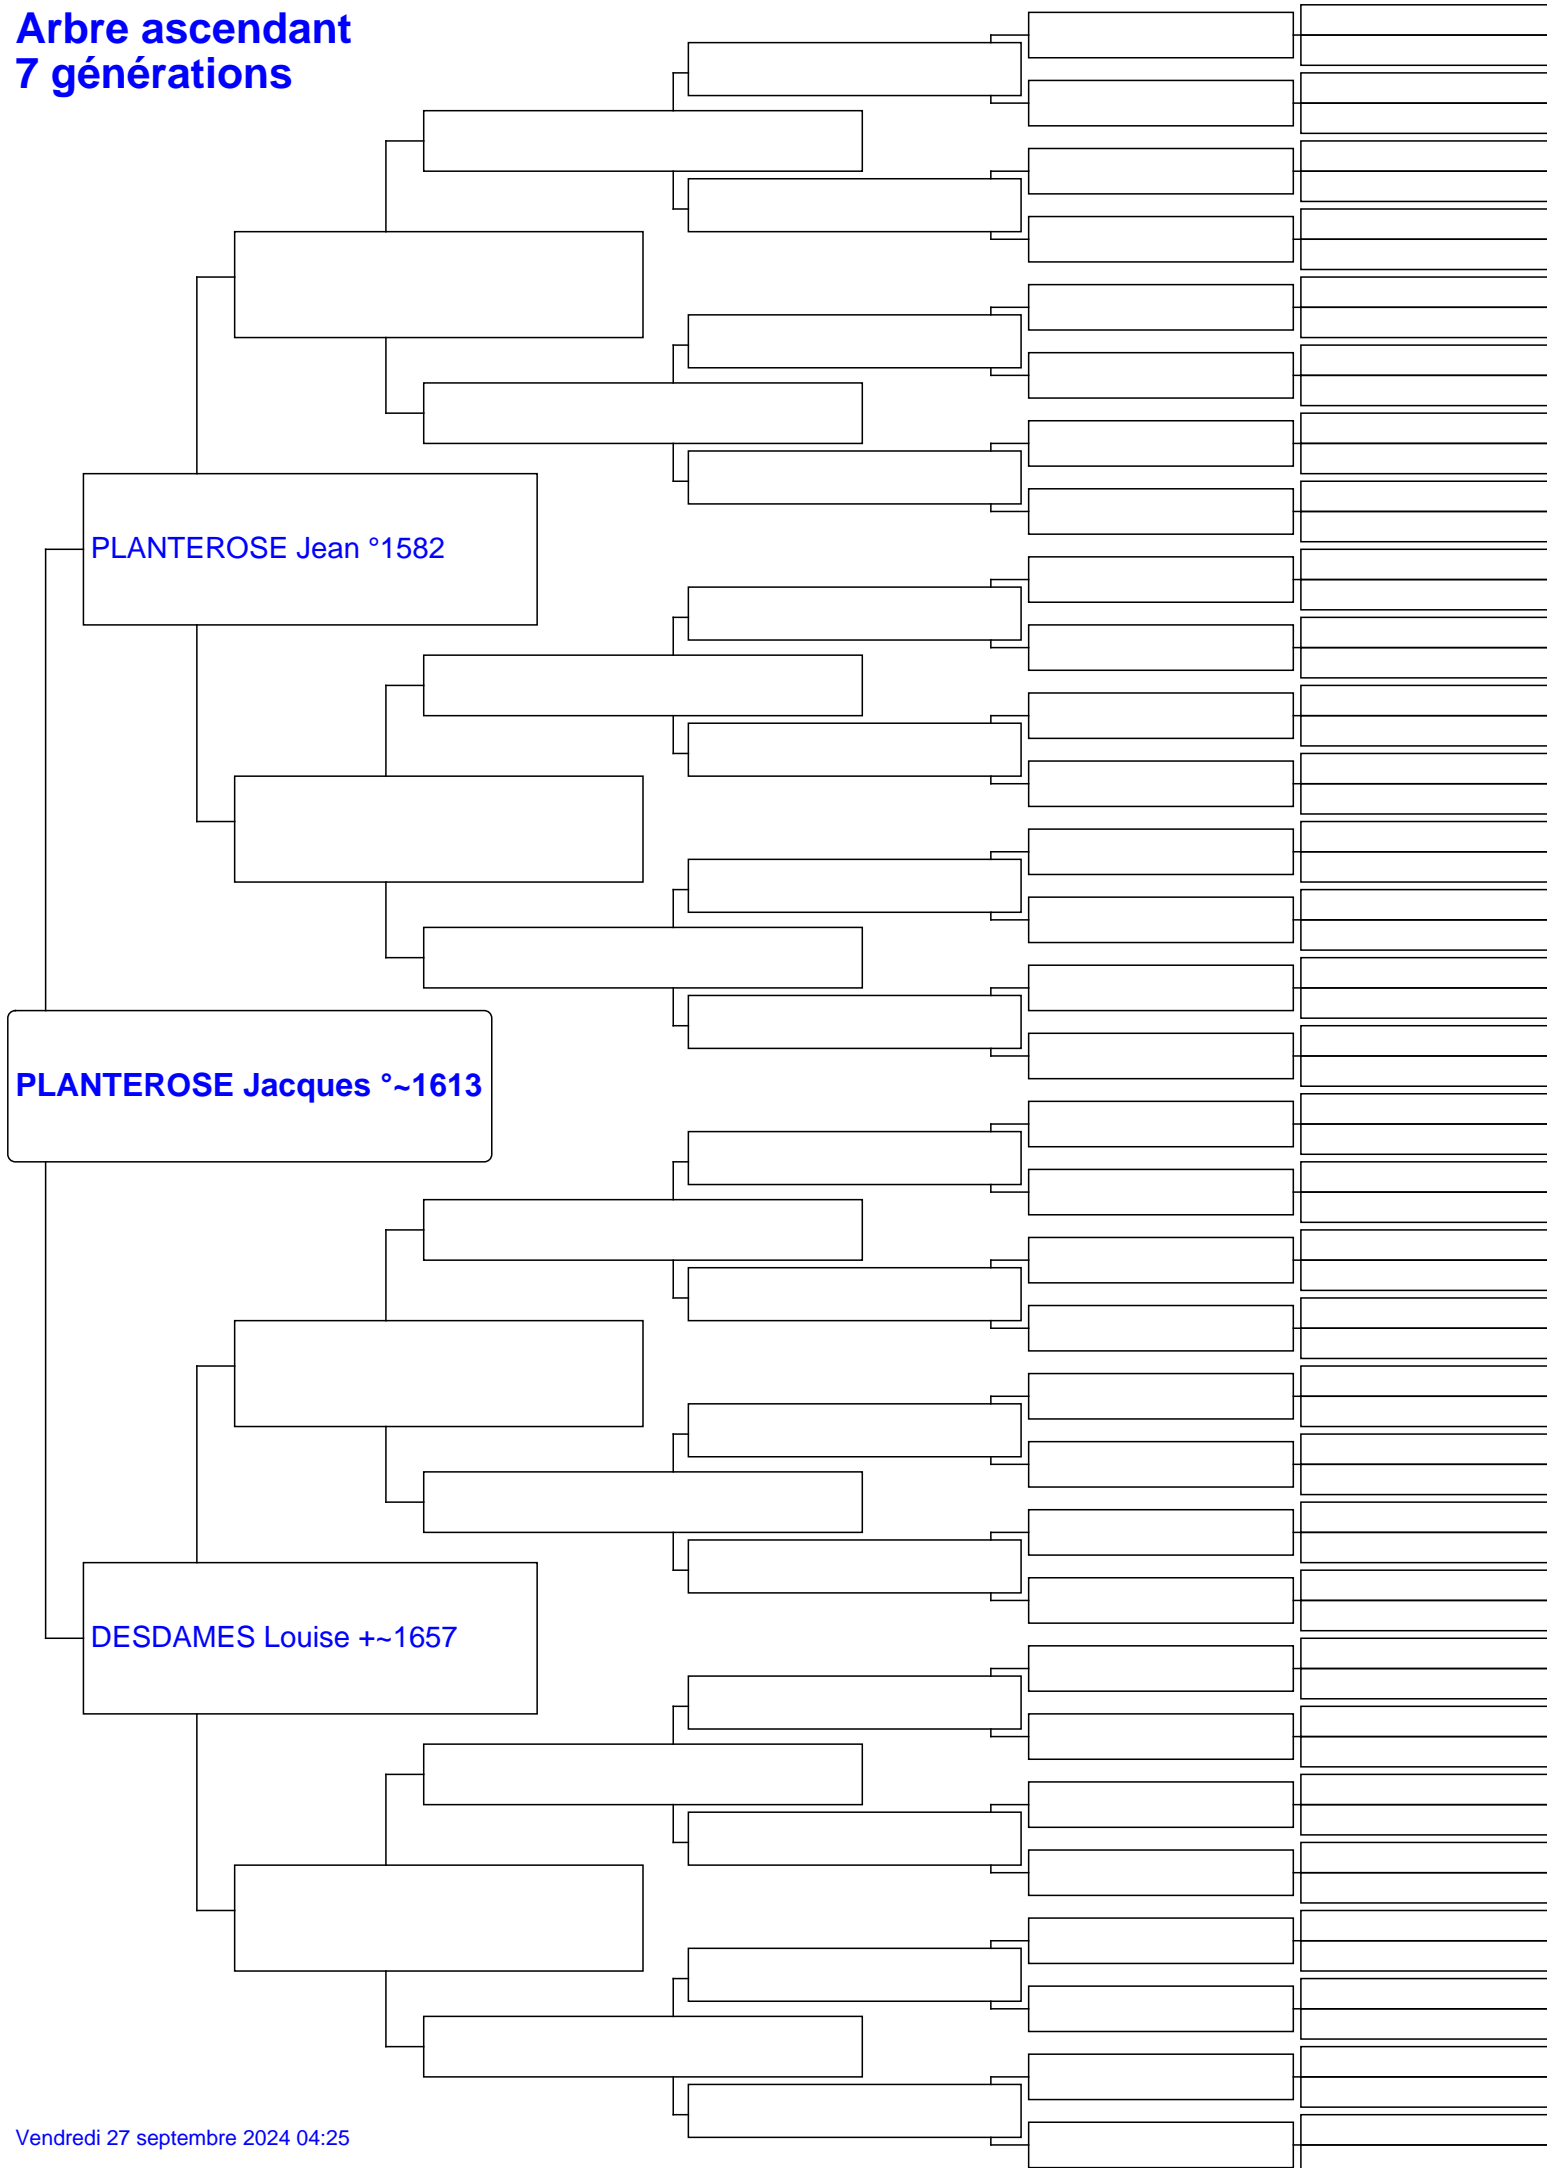 Arbre ascendant
7 générations
PLANTEROSE Jean °1582
PLANTEROSE Jacques °~1613
DESDAMES Louise +~1657
Vendredi 27 septembre 2024 04:25